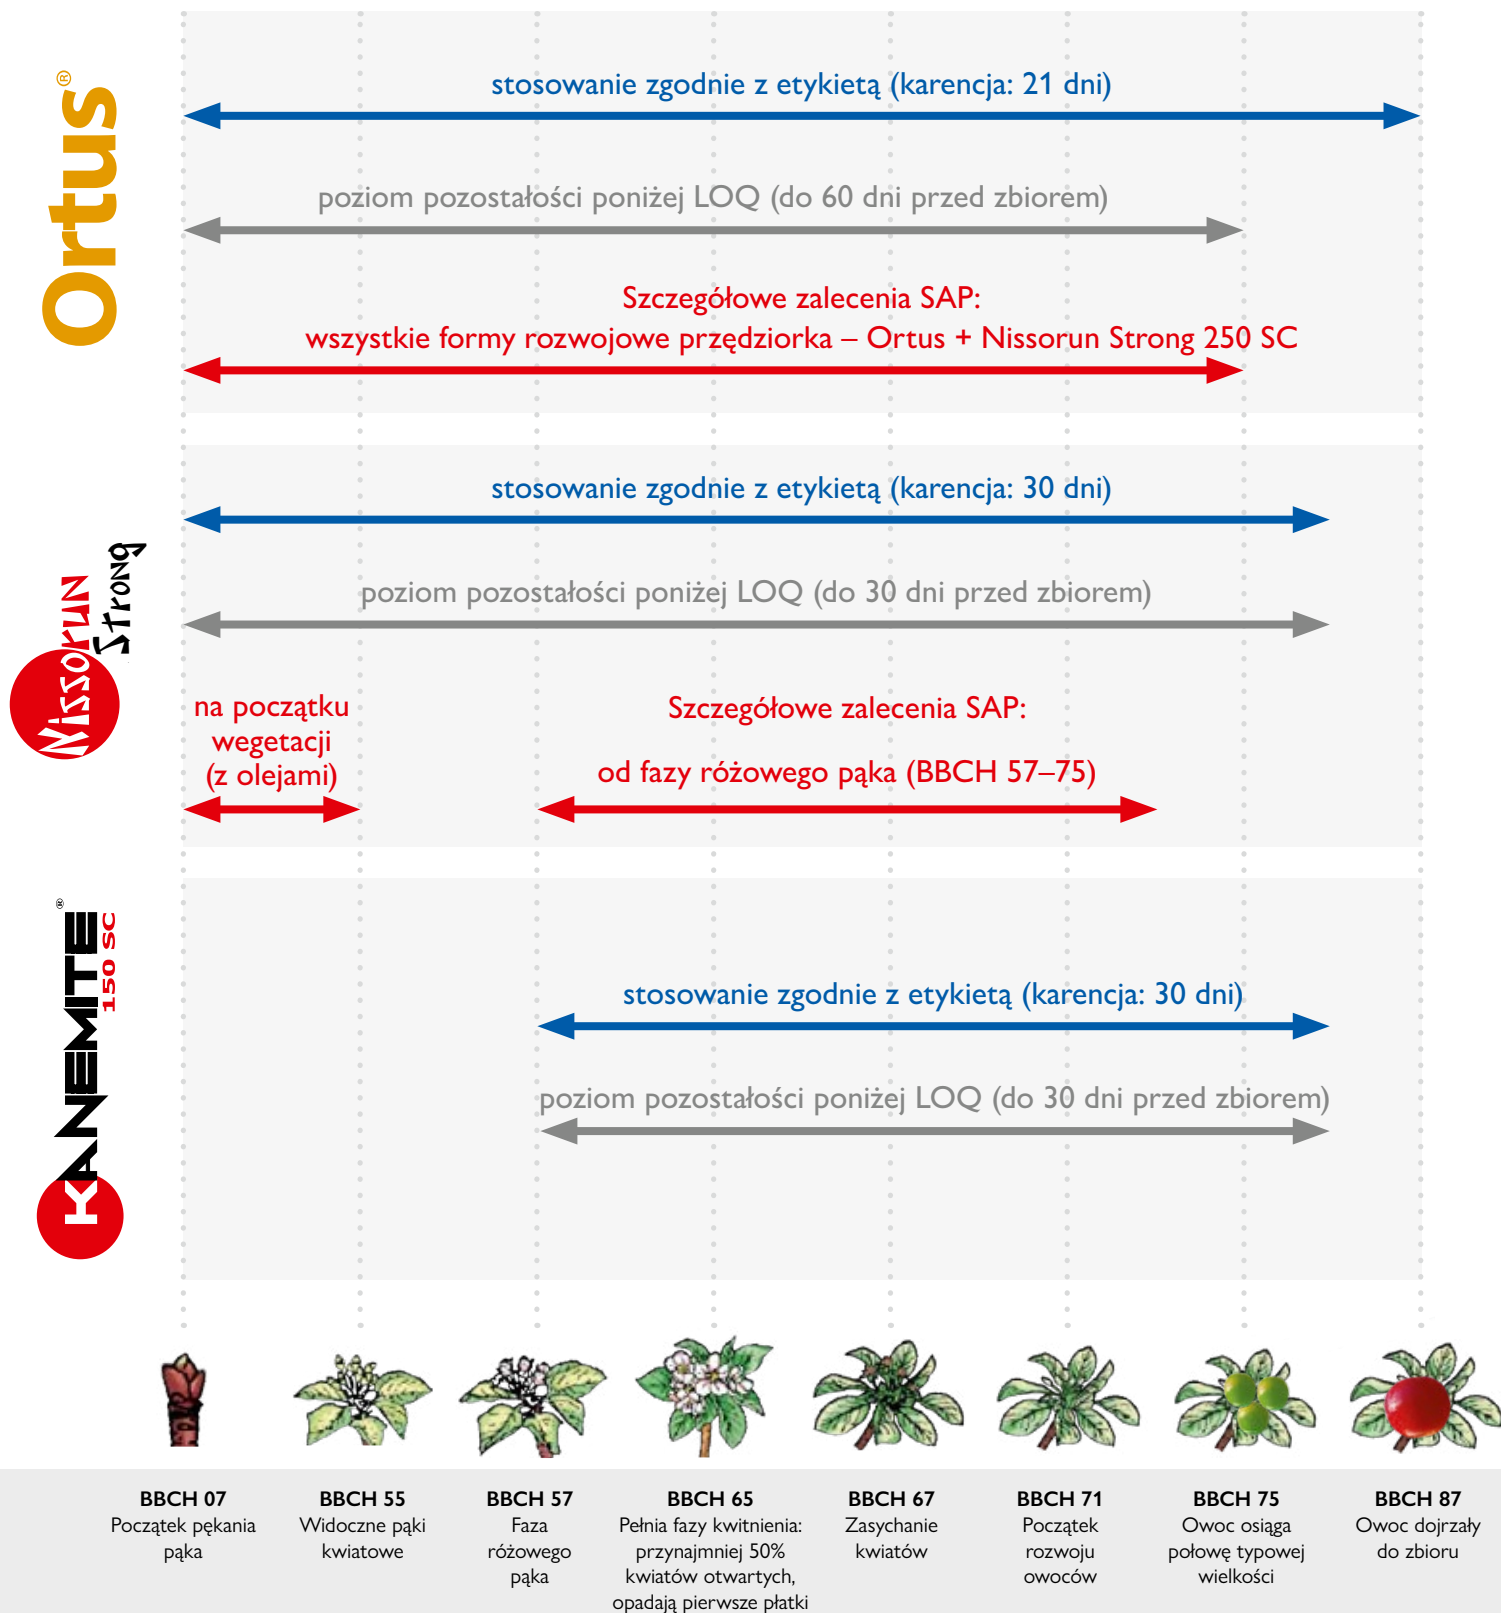 Ortus®
stosowanie zgodnie z etykietą (karencja: 21 dni)
poziom pozostałości poniżej LOQ (do 60 dni przed zbiorem)
Szczegółowe zalecenia SAP:
wszystkie formy rozwojowe przędziorka – Ortus + Nissorun Strong 250 SC
Nissorun
Strong
stosowanie zgodnie z etykietą (karencja: 30 dni)
poziom pozostałości poniżej LOQ (do 30 dni przed zbiorem)
na początku
wegetacji
(z olejami)
Szczegółowe zalecenia SAP:
od fazy różowego pąka (BBCH 57–75)
KANEMITE®
150 SC
stosowanie zgodnie z etykietą (karencja: 30 dni)
poziom pozostałości poniżej LOQ (do 30 dni przed zbiorem)
BBCH 07
Początek pękania
pąka
BBCH 55
Widoczne pąki
kwiatowe
BBCH 57
Faza
różowego
pąka
BBCH 65
Pełnia fazy kwitnienia:
przynajmniej 50%
kwiatów otwartych,
opadają pierwsze płatki
BBCH 67
Zasychanie
kwiatów
BBCH 71
Początek
rozwoju
owoców
BBCH 75
Owoc osiąga
połowę typowej
wielkości
BBCH 87
Owoc dojrzały
do zbioru